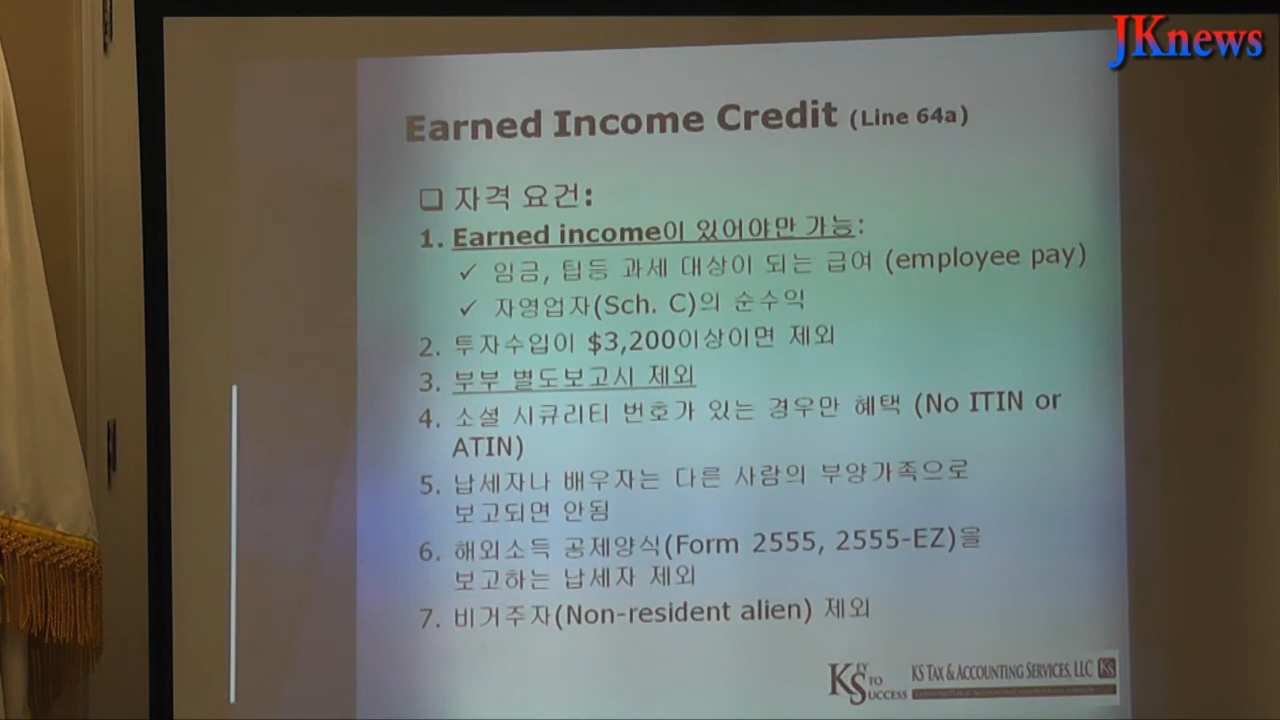 JKnews
Earned Income Credit (Line 64a)
❑ 자격 요건:
1. Earned income이 있어야만 가능:
✓ 임금, 팁등 과세 대상이 되는 급여 (employee pay)
✓ 자영업자(Sch. C)의 순수익
2. 투자수입이 $3,200이상이면 제외
3. 부부 별도보고시 제외
4. 소셜 시큐리티 번호가 있는 경우만 혜택 (No ITIN or
ATIN)
5. 납세자나 배우자는 다른 사람의 부양가족으로
보고되면 안됨
6. 해외소득 공제양식(Form 2555, 2555-EZ)을
보고하는 납세자 제외
7. 비거주자(Non-resident alien) 제외
KEY TO SUCCESS
KS TAX & ACCOUNTING SERVICES, LLC KS